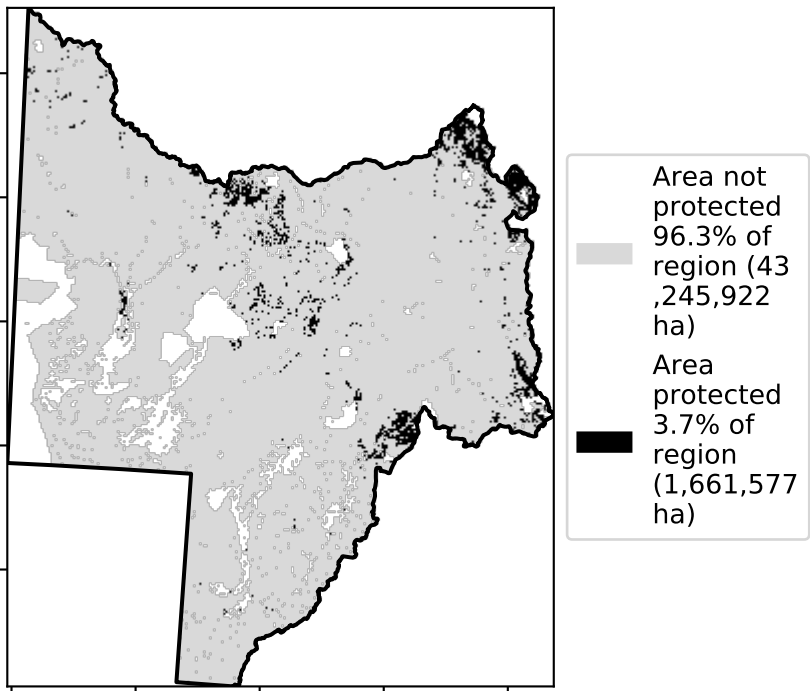 Area not
protected
96.3% of
region (43
,245,922
ha)
Area
protected
3.7% of
region
(1,661,577
ha)